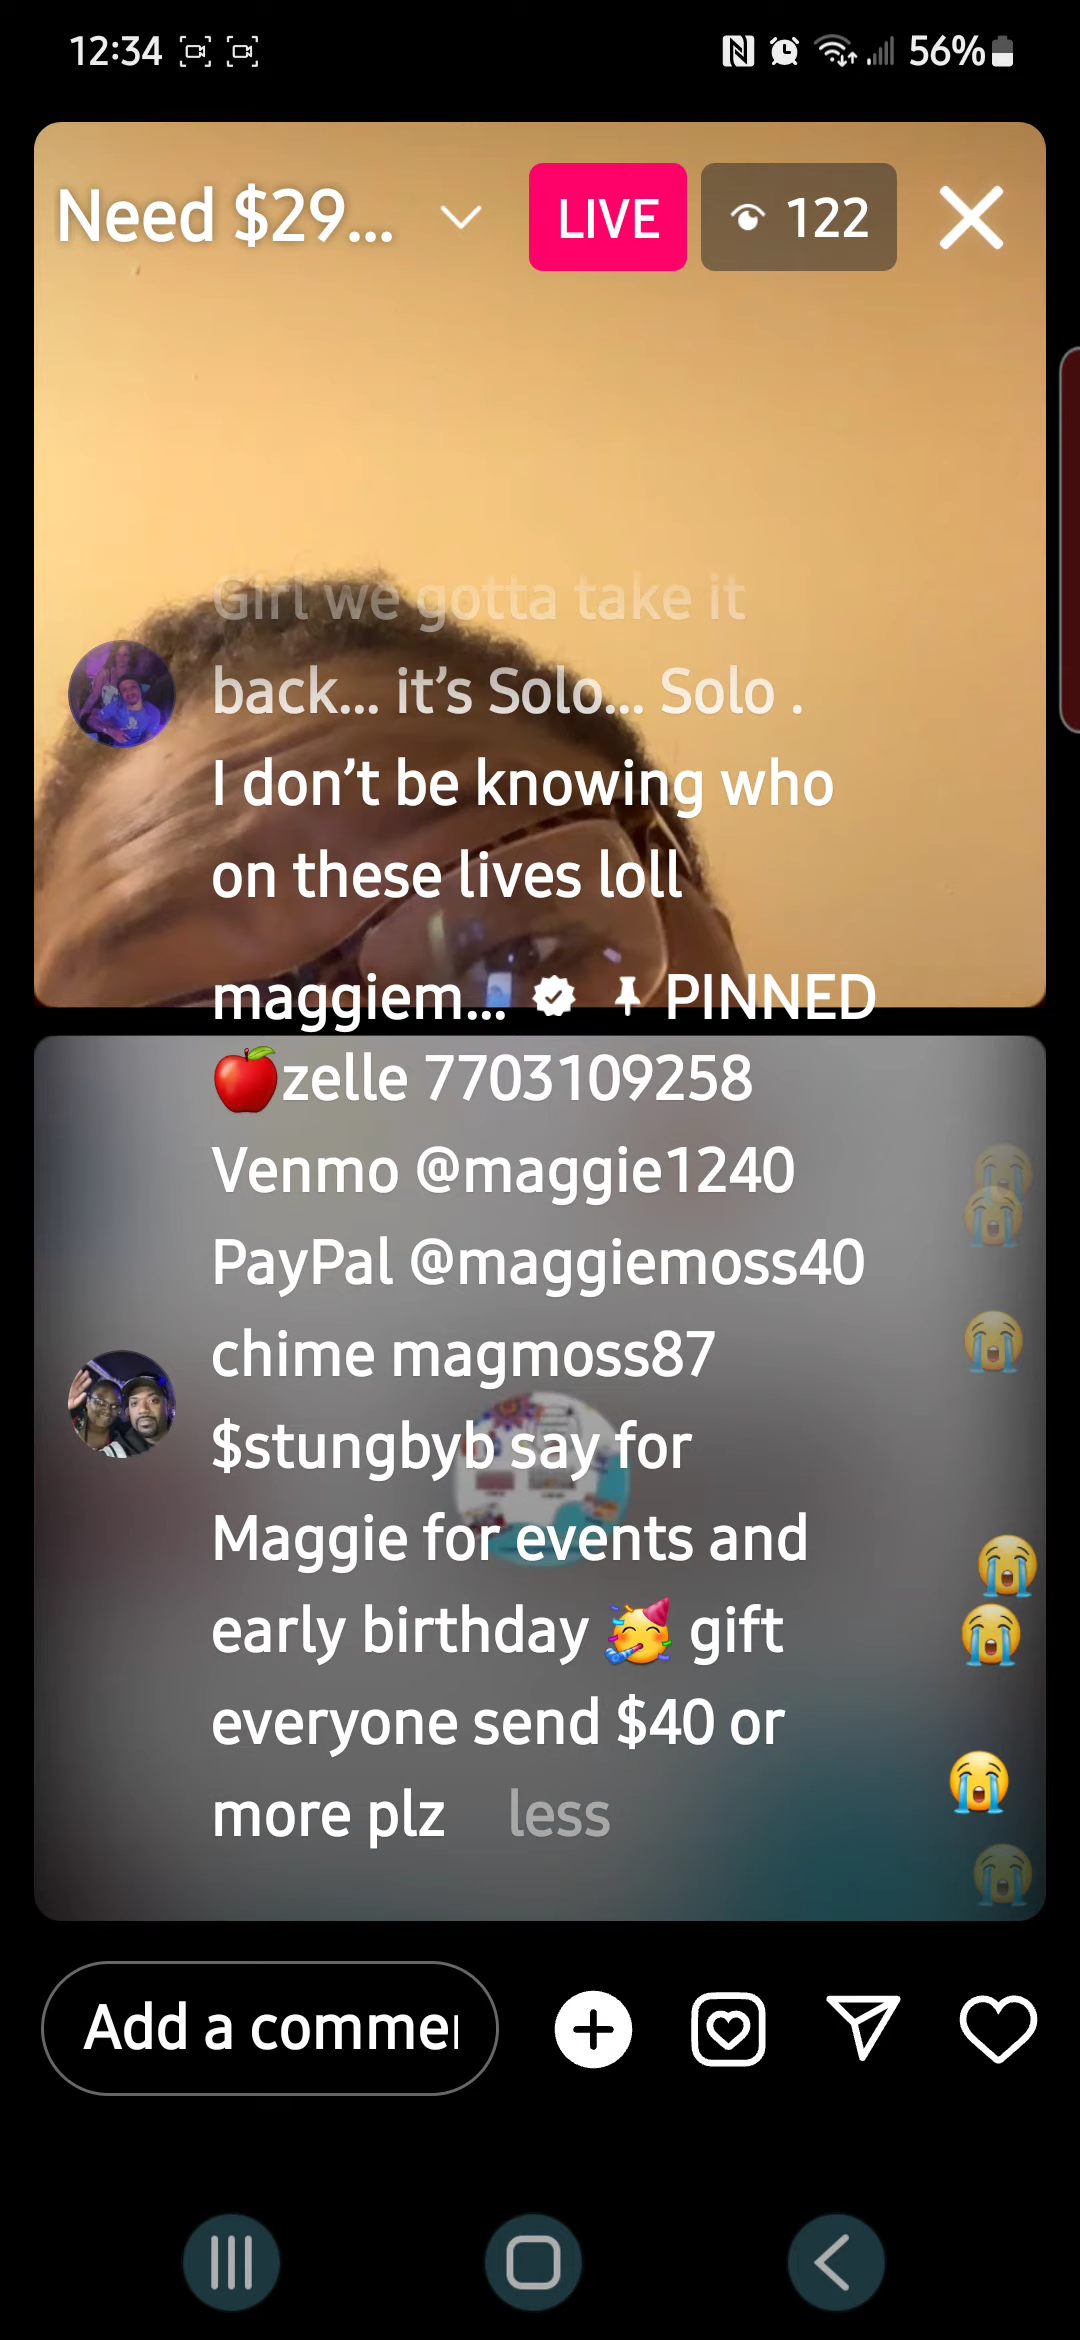 12:34 56%
Need $29... LIVE 122
Girl we gotta take it
back... it's Solo... Solo .
I don't be knowing who
on these lives loll
maggiem... PINNED
🍎zelle 7703109258
Venmo @maggie1240
PayPal @maggiemoss40
chime magmoss87
$stungbyb say for
Maggie for events and
early birthday 🥳 gift
everyone send $40 or
more plz less
Add a commen